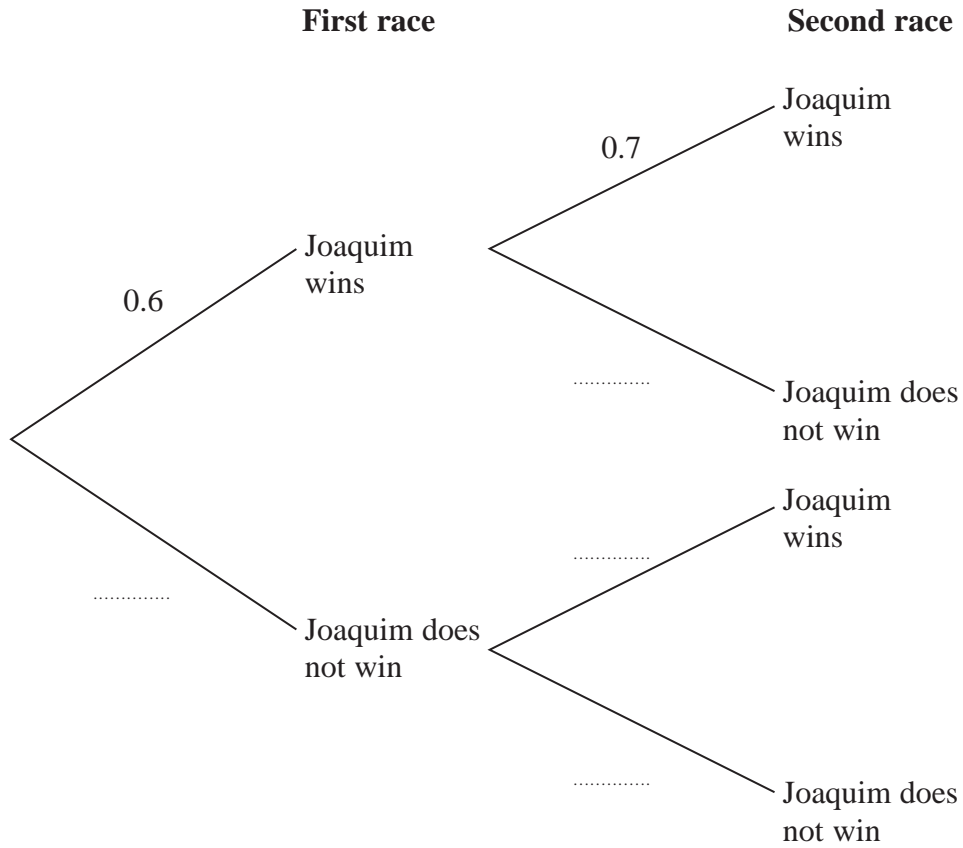 First race
Second race
Joaquim
wins
0.7
Joaquim
wins
0.6
..............
Joaquim does
not win
Joaquim
wins
..............
..............
Joaquim does
not win
..............
Joaquim does
not win